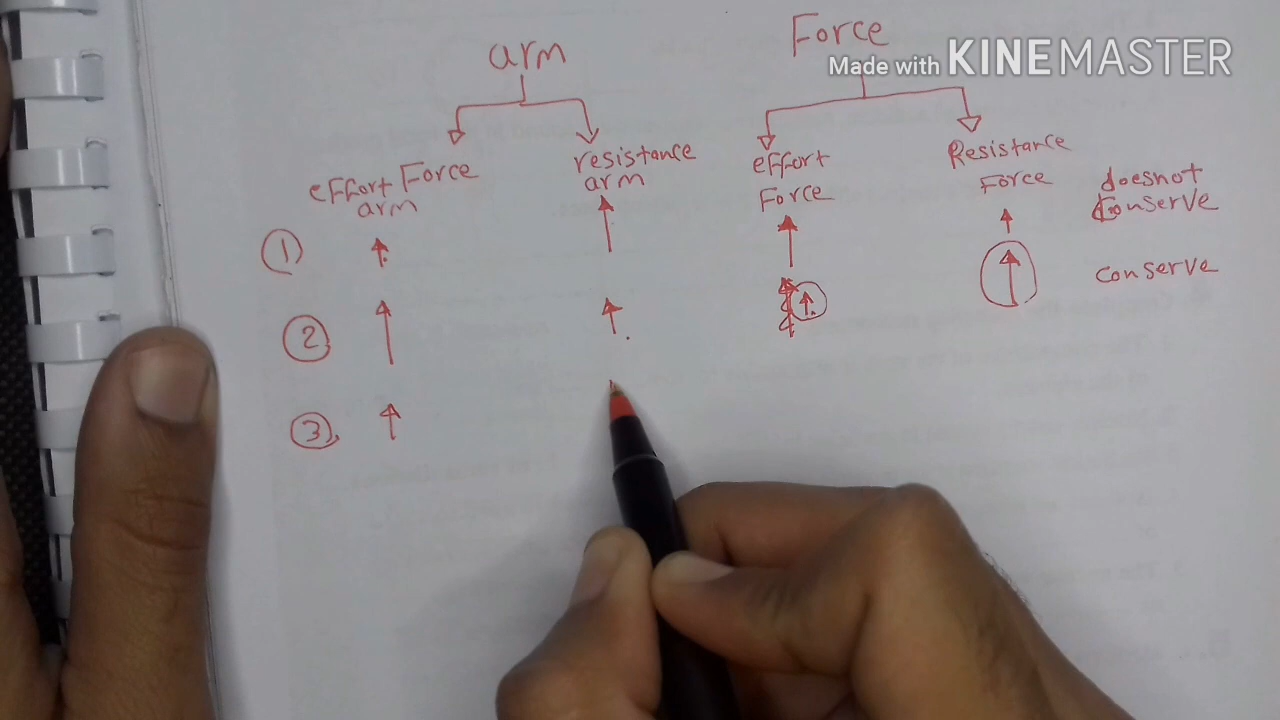 arm
Force
Made with KINEMASTER
effort Force
arm
resistance
arm
effort
Force
Resistance
Force
doesnot
Conserve
1
conserve
2
3